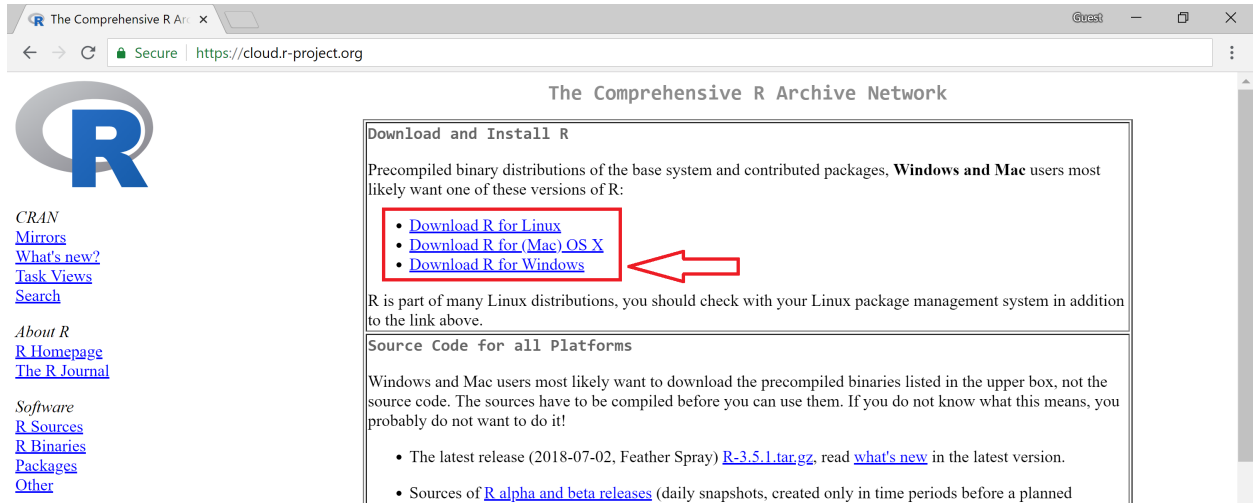 The Comprehensive R Arc
Guest
Secure
https://cloud.r-project.org
R
CRAN
Mirrors
What's new?
Task Views
Search
About R
R Homepage
The R Journal
Software
R Sources
R Binaries
Packages
Other
The Comprehensive R Archive Network
Download and Install R
Precompiled binary distributions of the base system and contributed packages, Windows and Mac users most
likely want one of these versions of R:
• Download R for Linux
• Download R for (Mac) OS X
• Download R for Windows
R is part of many Linux distributions, you should check with your Linux package management system in addition
to the link above.
Source Code for all Platforms
Windows and Mac users most likely want to download the precompiled binaries listed in the upper box, not the
source code. The sources have to be compiled before you can use them. If you do not know what this means, you
probably do not want to do it!
• The latest release (2018-07-02, Feather Spray) R-3.5.1.tar.gz, read what's new in the latest version.
• Sources of R alpha and beta releases (daily snapshots, created only in time periods before a planned